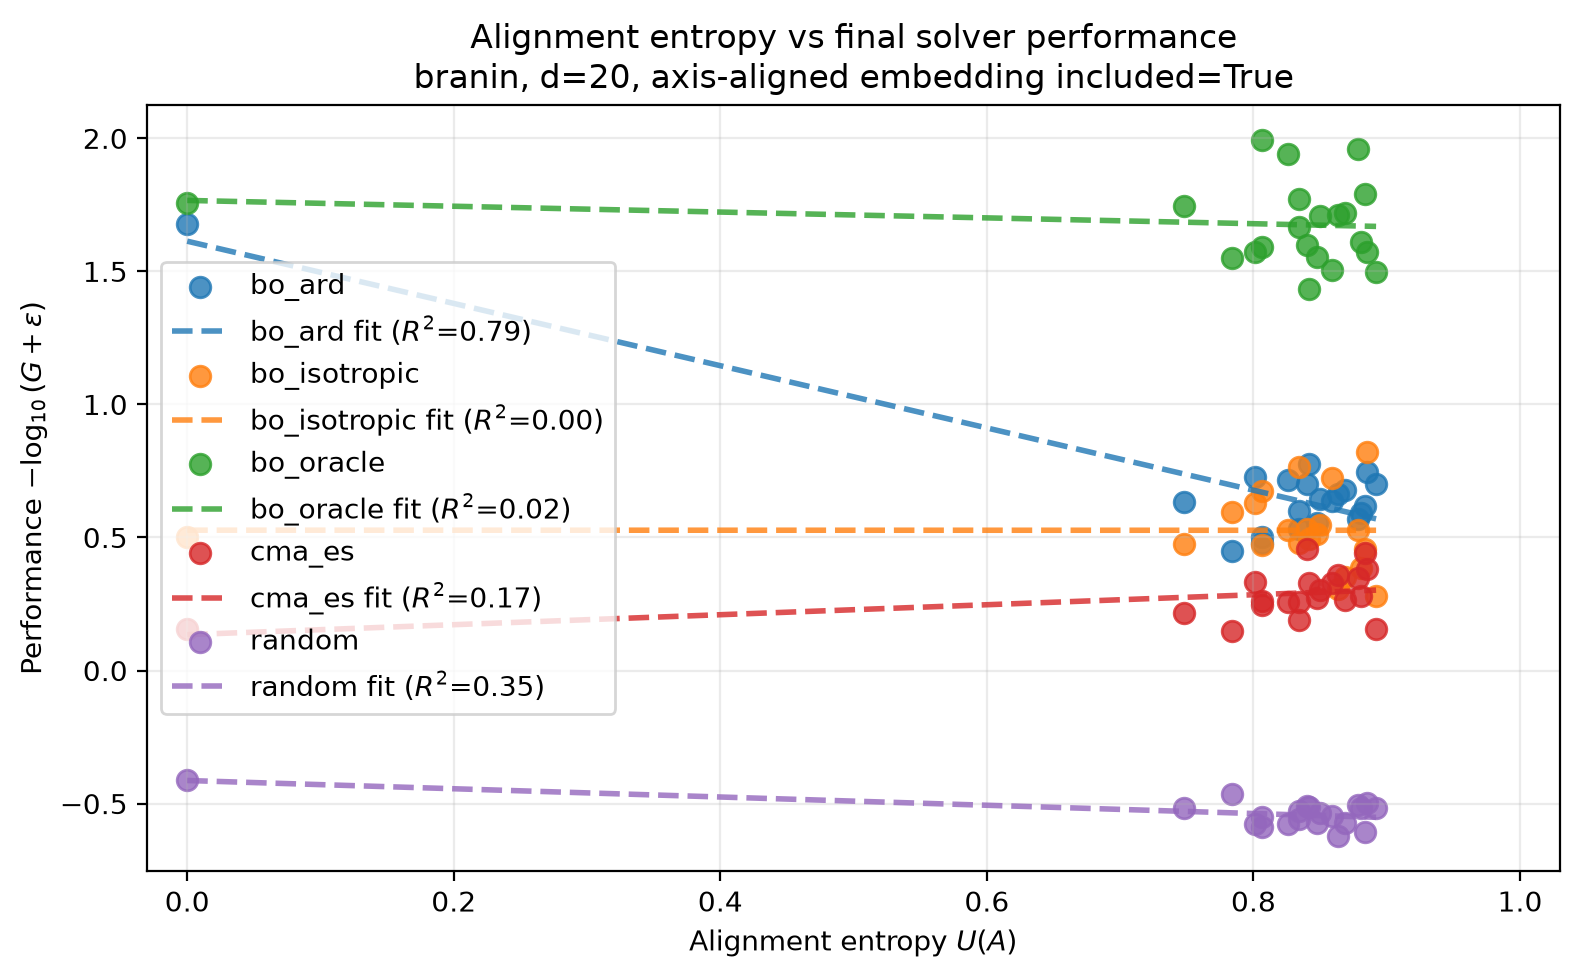 Alignment entropy vs final solver performance
branin, d=20, axis-aligned embedding included=True
Performance −log₁₀(G + ε)
2.0
1.5
1.0
0.5
0.0
−0.5
bo_ard
bo_ard fit (R²=0.79)
bo_isotropic
bo_isotropic fit (R²=0.00)
bo_oracle
bo_oracle fit (R²=0.02)
cma_es
cma_es fit (R²=0.17)
random
random fit (R²=0.35)
0.0 0.2 0.4 0.6 0.8 1.0
Alignment entropy U(A)